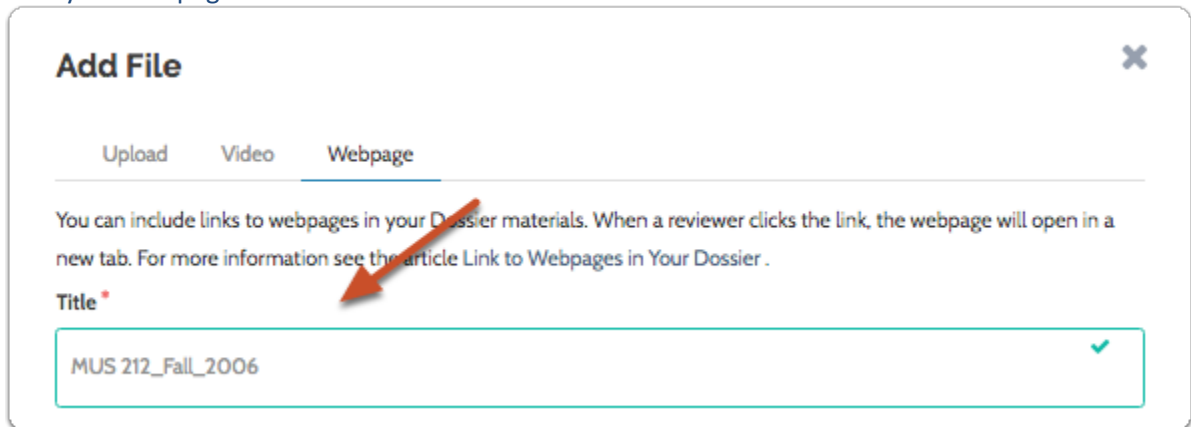 Add File
Upload Video Webpage
You can include links to webpages in your Dossier materials. When a reviewer clicks the link, the webpage will open in a
new tab. For more information see the article Link to Webpages in Your Dossier .
Title *
MUS 212_Fall_2006